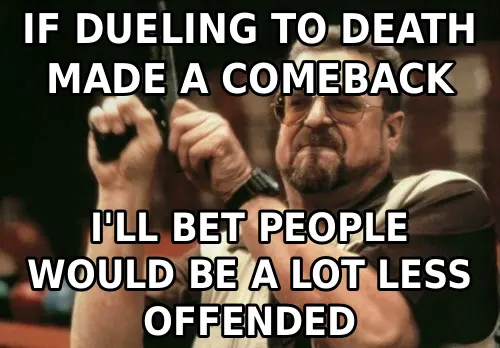 IF DUELING TO DEATH
MADE A COMEBACK
I'LL BET PEOPLE
WOULD BE A LOT LESS
OFFENDED